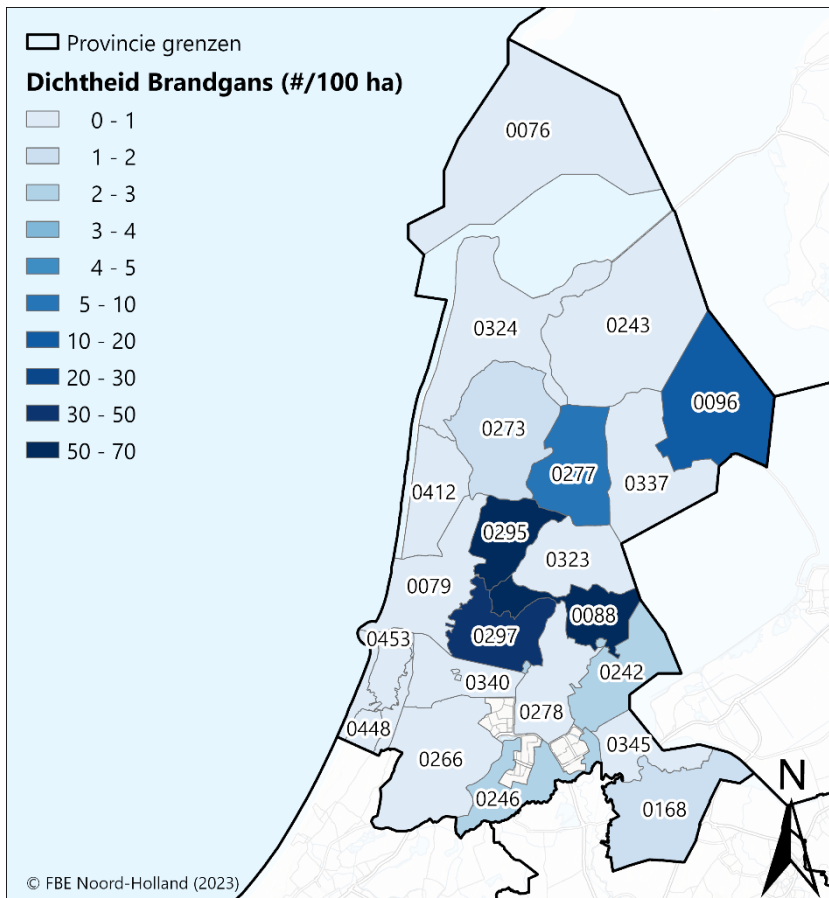 Provincie grenzen
Dichtheid Brandgans (#/100 ha)
0 - 1
1 - 2
2 - 3
3 - 4
4 - 5
5 - 10
10 - 20
20 - 30
30 - 50
50 - 70
0076
0324
0243
0096
0273
0277
0337
0412
0295
0323
0079
0088
0297
0453
0242
0340
0278
0448
0345
0266
0246
0168
N
© FBE Noord-Holland (2023)